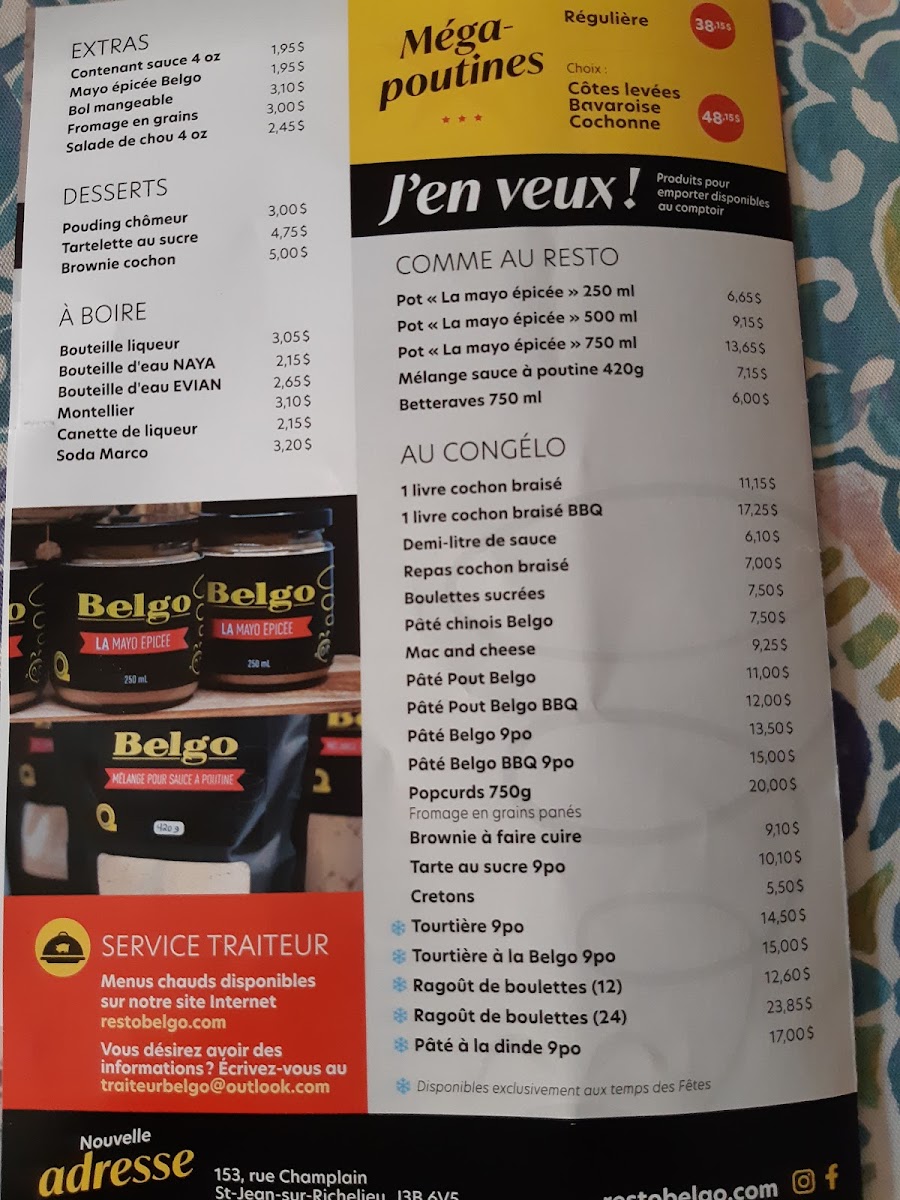 EXTRAS
Contenant sauce 4 oz 1,95$
Mayo épicée Belgo 1,95$
Bol mangeable 3,10$
Fromage en grains 3,00$
Salade de chou 4 oz 2,45$
DESSERTS
Pouding chômeur 3,00$
Tartelette au sucre 4,75$
Brownie cochon 5,00$
À BOIRE
Bouteille liqueur 3,05$
Bouteille d'eau NAYA 2,15$
Bouteille d'eau EVIAN 2,65$
Montellier 3,10$
Canette de liqueur 2,15$
Soda Marco 3,20$
Belgo
LA MAYO ÉPICÉE
250 mL
Belgo
LA MAYO ÉPICÉE
250 mL
Belgo
MÉLANGE POUR SAUCE À POUTINE
420 g
SERVICE TRAITEUR
Menus chauds disponibles
sur notre site Internet
restobelgo.com
Vous désirez avoir des
informations? Écrivez-vous au
traiteurbelgo@outlook.com
Méga-
poutines
Régulière 38,15$
Choix :
Côtes levées
Bavaroise
Cochonne
48,15$
J'en veux!
Produits pour
emporter disponibles
au comptoir
COMME AU RESTO
Pot « La mayo épicée » 250 ml 6,65$
Pot « La mayo épicée » 500 ml 9,15$
Pot « La mayo épicée » 750 ml 13,65$
Mélange sauce à poutine 420g 7,15$
Betteraves 750 ml 6,00$
AU CONGÉLO
1 livre cochon braisé 11,15$
1 livre cochon braisé BBQ 17,25$
Demi-litre de sauce 6,10$
Repas cochon braisé 7,00$
Boulettes sucrées 7,50$
Pâté chinois Belgo 7,50$
Mac and cheese 9,25$
Pâté Pout Belgo 11,00$
Pâté Pout Belgo BBQ 12,00$
Pâté Belgo 9po 13,50$
Pâté Belgo BBQ 9po 15,00$
Popcurds 750g 20,00$
Fromage en grains panés
Brownie à faire cuire 9,10$
Tarte au sucre 9po 10,10$
Cretons 5,50$
Tourtière 9po 14,50$
Tourtière à la Belgo 9po 15,00$
Ragoût de boulettes (12) 12,60$
Ragoût de boulettes (24) 23,85$
Pâté à la dinde 9po 17,00$
Disponibles exclusivement aux temps des Fêtes
Nouvelle
adresse
153, rue Champlain
St-Jean-sur-Richelieu J3B 6V5
restobelgo.com